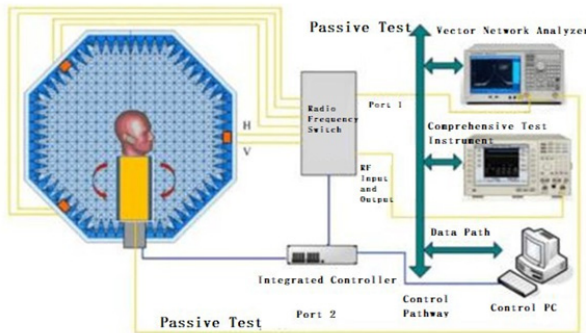 Passive Test
Vector Network Analyzer
H
V
Radio
Frequency
Switch
Port 1
Comprehensive Test
Instrument
RF
Input
and
Output
Data Path
Integrated Controller
Control
Pathway
Control PC
Port 2
Passive Test